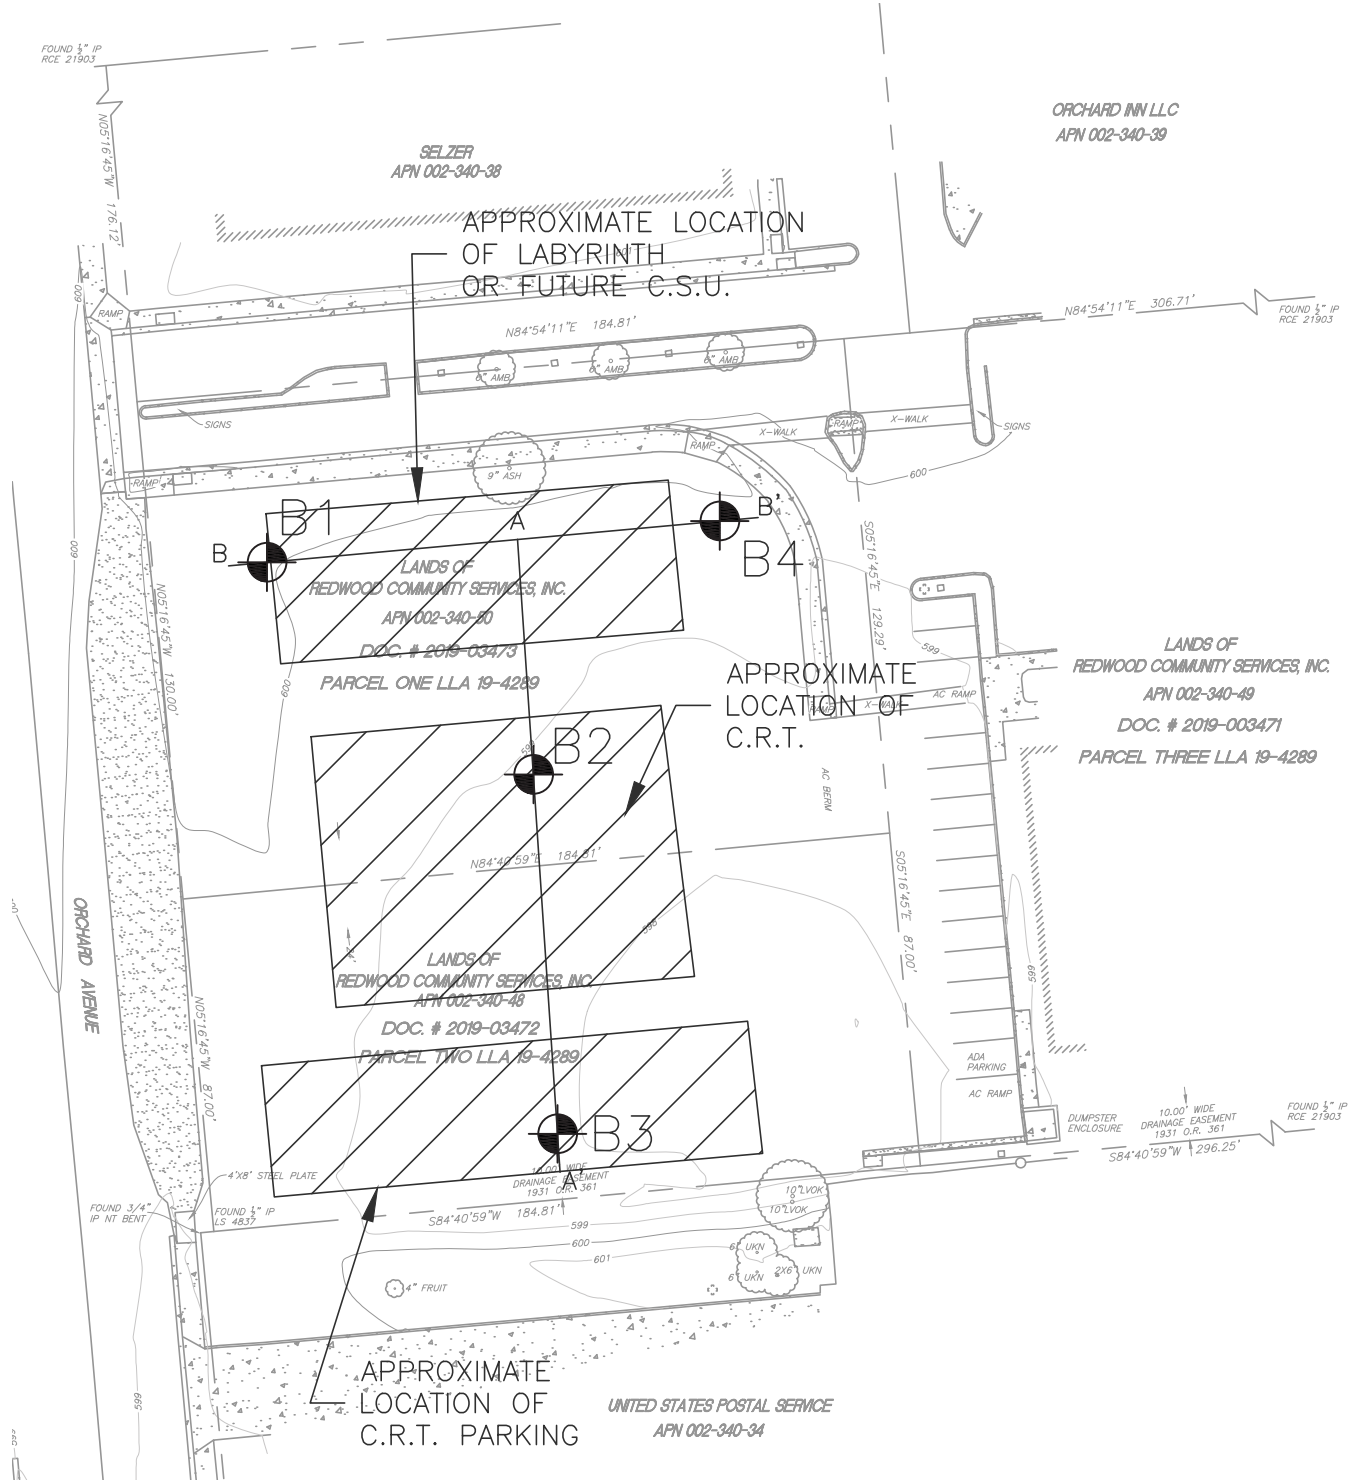 FOUND ½" IP
RCE 21903
ORCHARD INN LLC
APN 002-340-39
N05°16'45"W 176.12'
SELZER
APN 002-340-38
APPROXIMATE LOCATION
OF LABYRINTH
OR FUTURE C.S.U.
601
600
RAMP
N84°54'11"E 184.81'
N84°54'11"E 306.71'
FOUND ½" IP
RCE 21903
6" AMB
6" AMB
6" AMB
SIGNS
X-WALK
RAMP
X-WALK
SIGNS
RAMP
600
RAMP
9" ASH
B1
A
B'
B
B4
600
LANDS OF
REDWOOD COMMUNITY SERVICES, INC.
APN 002-340-50
DOC. # 2019-03473
PARCEL ONE LLA 19-4289
N05°16'45"W 130.00'
600
S05°16'45"E 129.29'
599
LANDS OF
REDWOOD COMMUNITY SERVICES, INC.
APN 002-340-49
DOC. # 2019-003471
PARCEL THREE LLA 19-4289
APPROXIMATE
LOCATION OF
C.R.T.
AC RAMP
X-WALK
RAMP
B2
599
AC BERM
N84°40'59"E 184.81'
S05°16'45"E 87.00'
598
ORCHARD AVENUE
LANDS OF
REDWOOD COMMUNITY SERVICES, INC.
APN 002-340-48
DOC. # 2019-03472
PARCEL TWO LLA 19-4289
599
N05°16'45"W 87.00'
ADA
PARKING
AC RAMP
B3
DUMPSTER
ENCLOSURE
10.00' WIDE
DRAINAGE EASEMENT
1931 O.R. 361
FOUND ½" IP
RCE 21903
S84°40'59"W 296.25'
4'X8' STEEL PLATE
10.00' WIDE
DRAINAGE EASEMENT
1931 O.R. 361
A'
10" LVOK
10" LVOK
FOUND 3/4"
IP NT BENT
FOUND ½" IP
LS 4837
S84°40'59"W 184.81'
599
600
601
6" UKN
6" UKN
2X6" UKN
4" FRUIT
APPROXIMATE
LOCATION OF
C.R.T. PARKING
599
UNITED STATES POSTAL SERVICE
APN 002-340-34